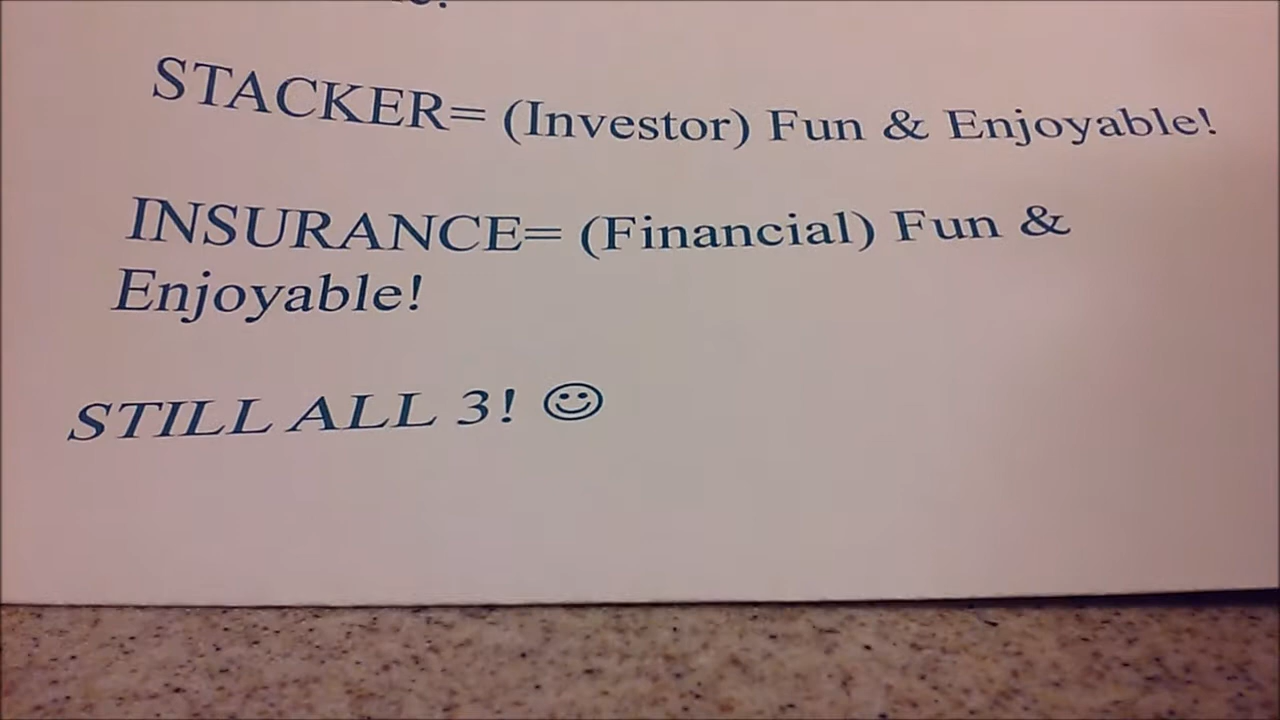 STACKER= (Investor) Fun & Enjoyable!
INSURANCE= (Financial) Fun &
Enjoyable!
STILL ALL 3! ☺